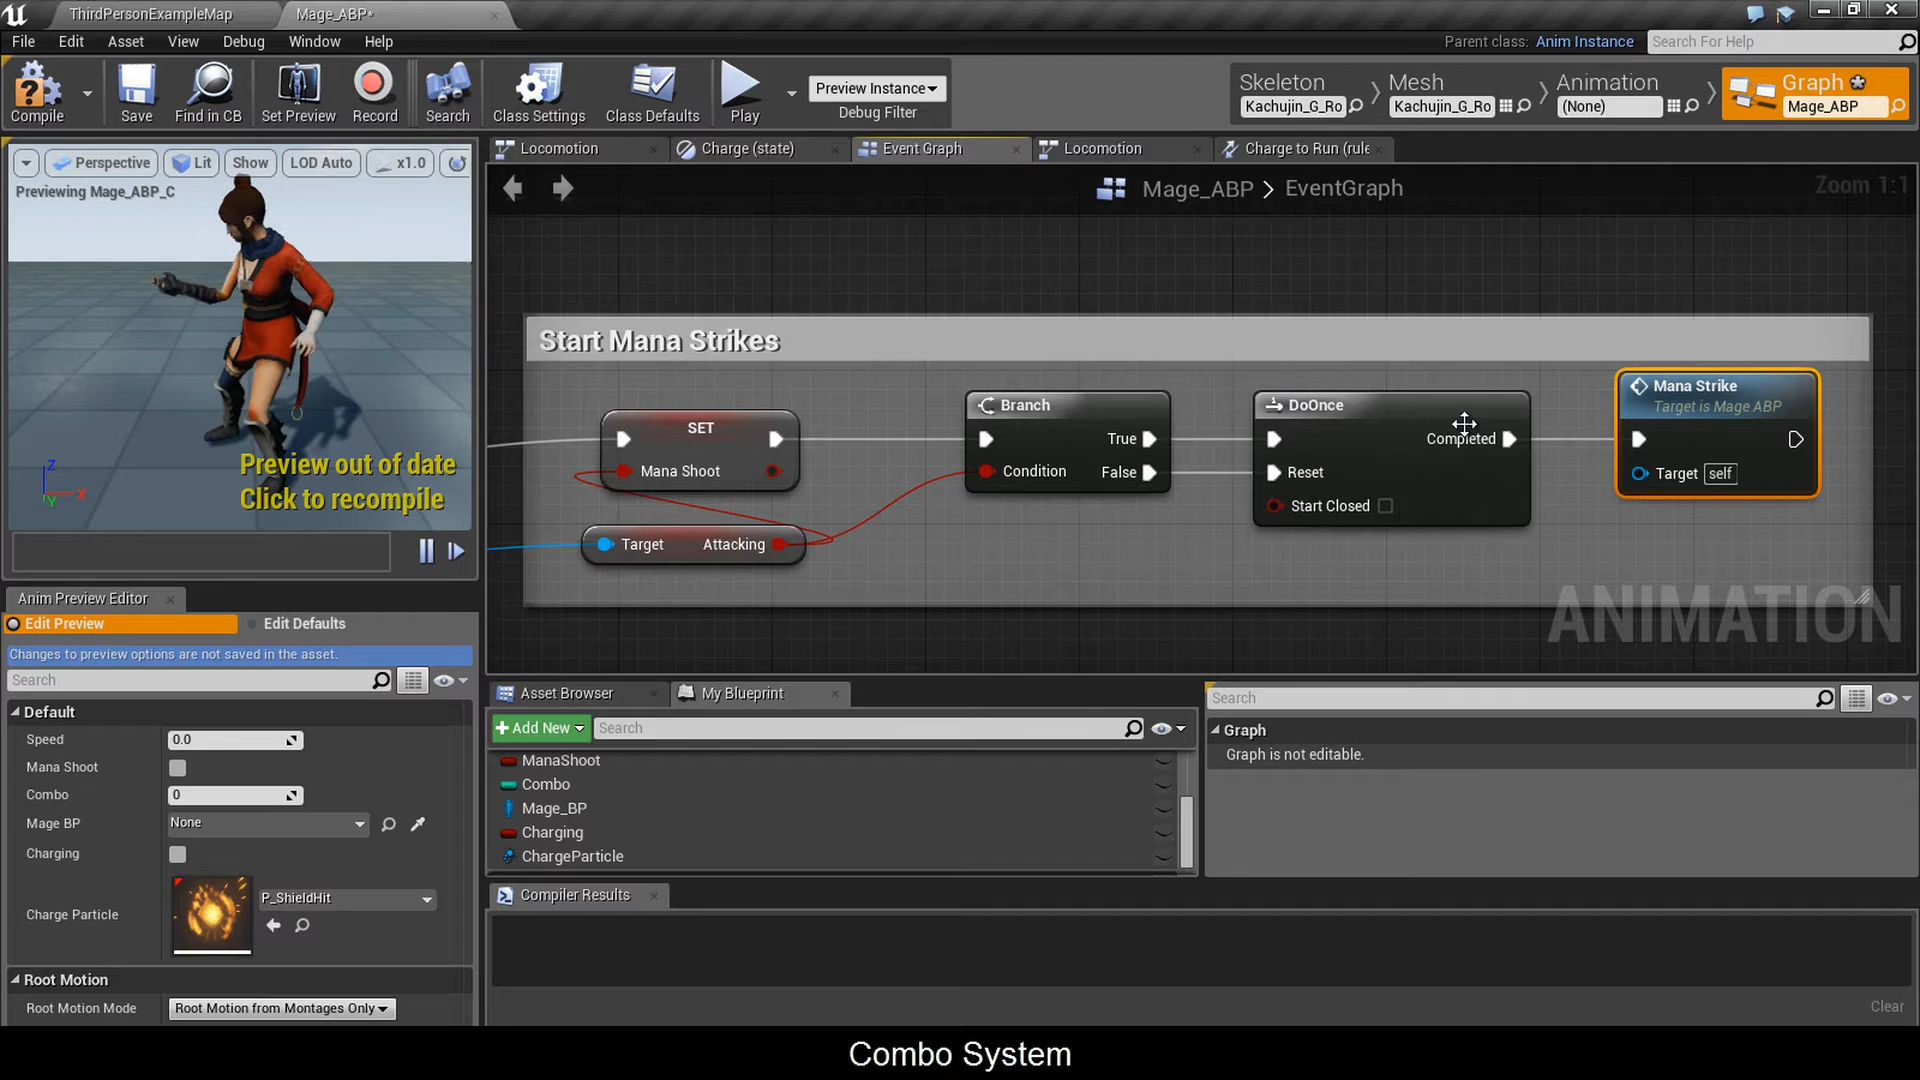 ThirdPersonExampleMap
Mage_ABP*
File Edit Asset View Debug Window Help
Parent class: Anim Instance
Search For Help
Compile
Save
Find in CB
Set Preview
Record
Search
Class Settings
Class Defaults
Play
Preview Instance
Debug Filter
Skeleton
Kachujin_G_Ro
Mesh
Kachujin_G_Ro
Animation
(None)
Graph
Mage_ABP
Perspective
Lit
Show
LOD Auto
x1.0
Previewing Mage_ABP_C
Z
X
Y
Preview out of date
Click to recompile
Locomotion
Charge (state)
Event Graph
Locomotion
Charge to Run (rule
Mage_ABP > EventGraph
Zoom 1:1
Start Mana Strikes
SET
Mana Shoot
Target Attacking
Branch
True
Condition False
DoOnce
Completed
Reset
Start Closed
Mana Strike
Target is Mage ABP
Target self
ANIMATION
Anim Preview Editor
Edit Preview
Edit Defaults
Changes to preview options are not saved in the asset.
Search
Default
Speed 0.0
Mana Shoot
Combo 0
Mage BP None
Charging
Charge Particle P_ShieldHit
Root Motion
Root Motion Mode Root Motion from Montages Only
Asset Browser
My Blueprint
Add New
Search
ManaShoot
Combo
Mage_BP
Charging
ChargeParticle
Search
Graph
Graph is not editable.
Compiler Results
Clear
Combo System